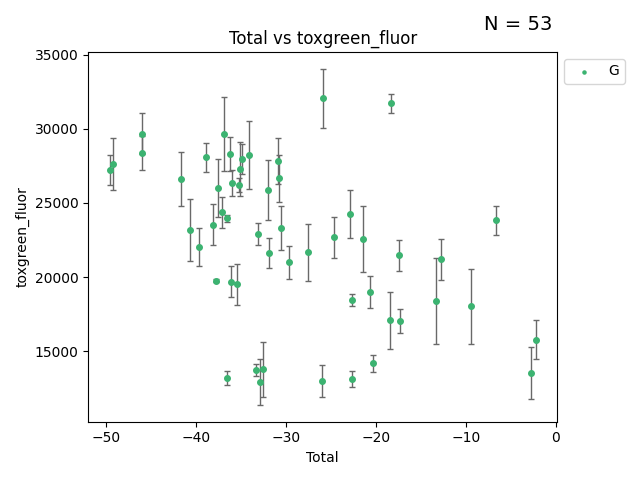 N = 53
Total vs toxgreen_fluor
G
toxgreen_fluor
35000
30000
25000
20000
15000
−50 −40 −30 −20 −10 0
Total